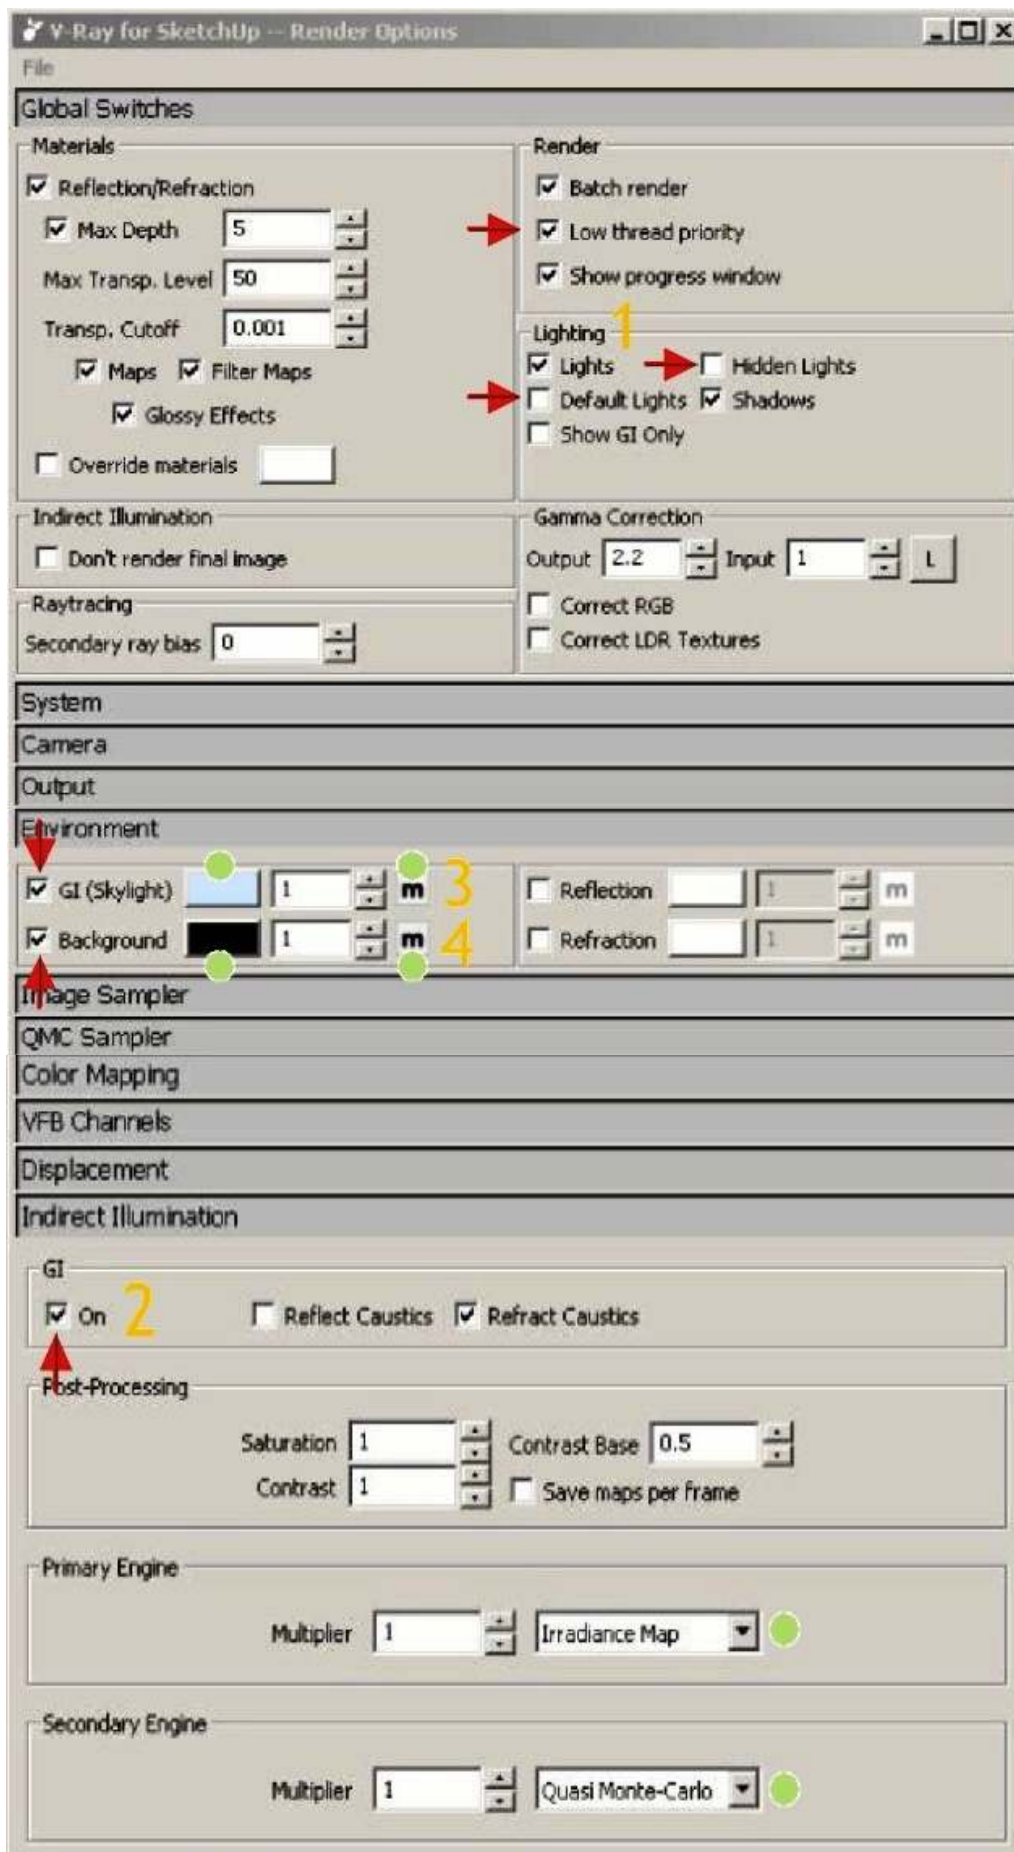 V-Ray for SketchUp -- Render Options
File
Global Switches
Materials
Reflection/Refraction
Max Depth 5
Max Transp. Level 50
Transp. Cutoff 0.001
Maps Filter Maps
Glossy Effects
Override materials
Render
Batch render
Low thread priority
Show progress window
1
Lighting
Lights Hidden Lights
Default Lights Shadows
Show GI Only
Indirect Illumination
Don't render final image
Raytracing
Secondary ray bias 0
Gamma Correction
Output 2.2 Input 1 L
Correct RGB
Correct LDR Textures
System
Camera
Output
Environment
GI (Skylight) 1 m 3
Background 1 m 4
Reflection 1 m
Refraction 1 m
Image Sampler
QMC Sampler
Color Mapping
VFB Channels
Displacement
Indirect Illumination
GI
On 2 Reflect Caustics Refract Caustics
Post-Processing
Saturation 1 Contrast Base 0.5
Contrast 1 Save maps per frame
Primary Engine
Multiplier 1 Irradiance Map
Secondary Engine
Multiplier 1 Quasi Monte-Carlo